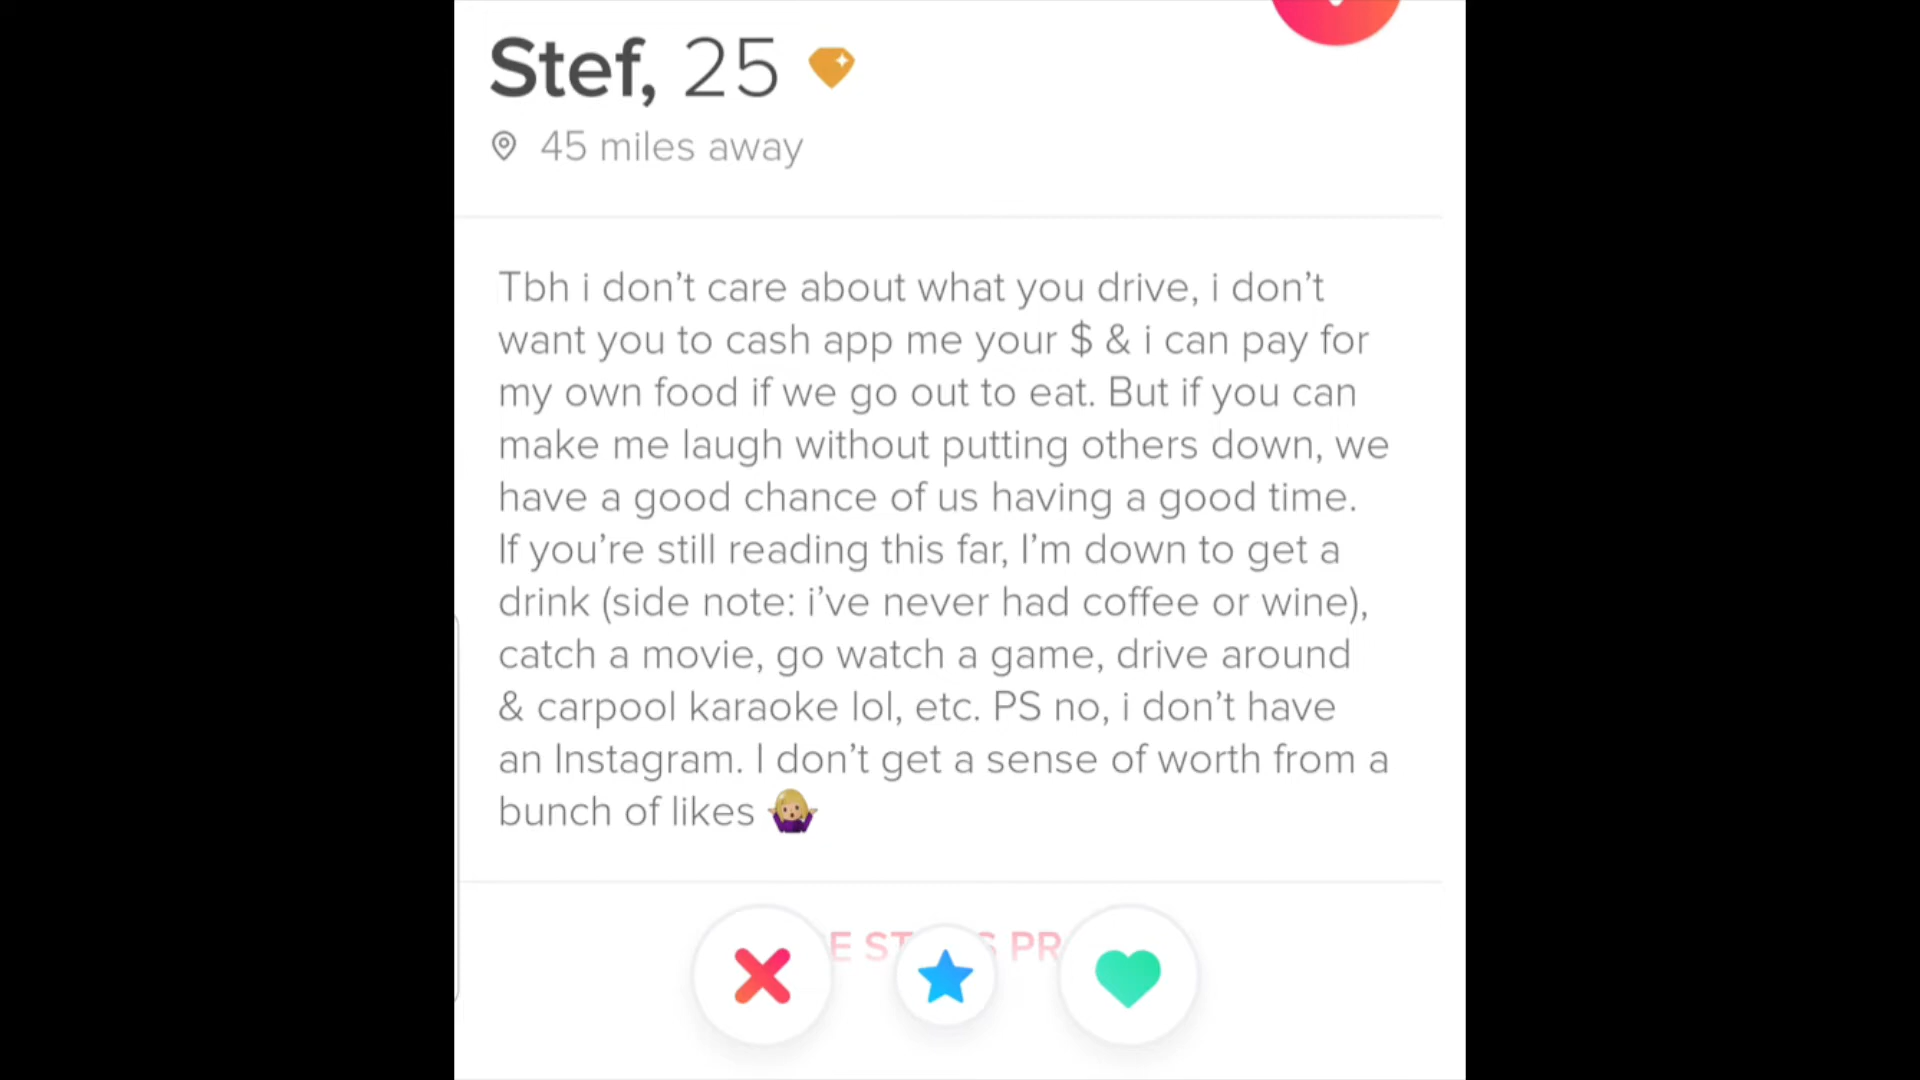 Stef, 25
45 miles away
Tbh i don’t care about what you drive, i don’t
want you to cash app me your $ & i can pay for
my own food if we go out to eat. But if you can
make me laugh without putting others down, we
have a good chance of us having a good time.
If you’re still reading this far, I’m down to get a
drink (side note: i’ve never had coffee or wine),
catch a movie, go watch a game, drive around
& carpool karaoke lol, etc. PS no, i don’t have
an Instagram. I don’t get a sense of worth from a
bunch of likes 🤷🏼‍♀️